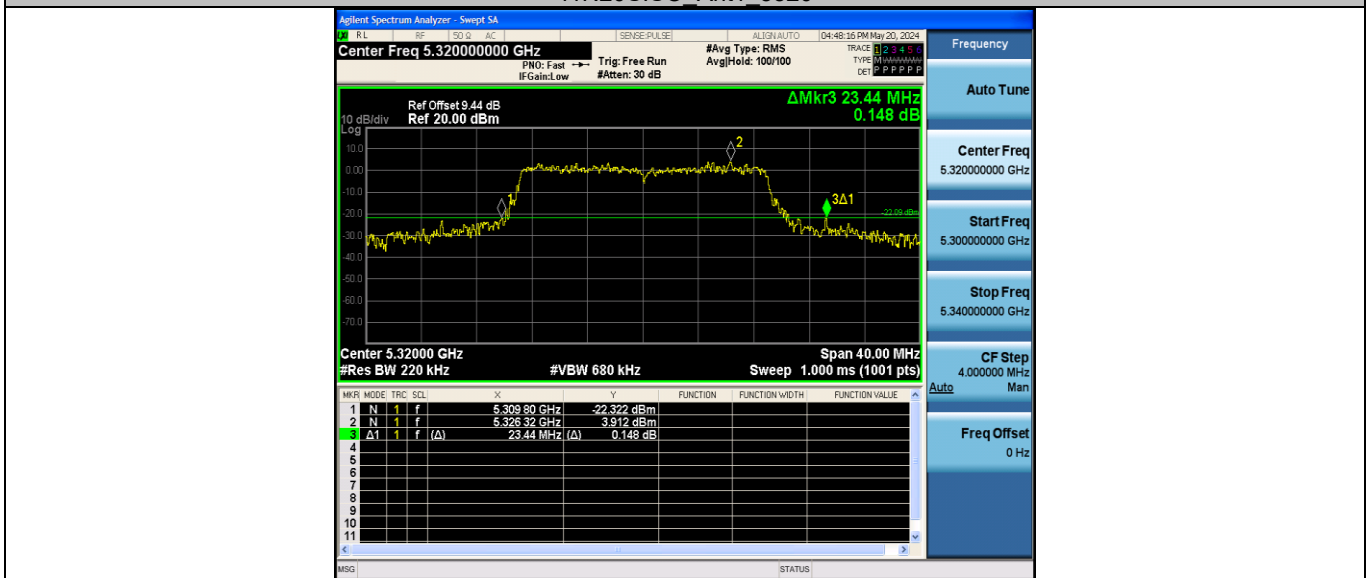 Agilent Spectrum Analyzer - Swept SA
RL RF 50 Ω AC SENSE:PULSE ALIGN AUTO 04:48:16 PM May 20, 2024
Center Freq 5.320000000 GHz
PNO: Fast
IFGain:Low
Trig: Free Run
#Atten: 30 dB
#Avg Type: RMS
Avg|Hold: 100/100
TRACE 1 2 3 4 5 6
TYPE M
DET P P P P P P
ΔMkr3 23.44 MHz
0.148 dB
Ref Offset 9.44 dB
10 dB/div Ref 20.00 dBm
Log
10.0
0.00
-10.0
-20.0
-30.0
-40.0
-50.0
-60.0
-70.0
1
2
3Δ1
-22.09 dBm
Center 5.32000 GHz Span 40.00 MHz
#Res BW 220 kHz #VBW 680 kHz Sweep 1.000 ms (1001 pts)
MKR MODE TRC SCL X Y FUNCTION FUNCTION WIDTH FUNCTION VALUE
1 N 1 f 5.309 80 GHz -22.322 dBm
2 N 1 f 5.326 32 GHz 3.912 dBm
3 Δ1 1 f (Δ) 23.44 MHz (Δ) 0.148 dB
4
5
6
7
8
9
10
11
MSG STATUS
Frequency
Auto Tune
Center Freq
5.320000000 GHz
Start Freq
5.300000000 GHz
Stop Freq
5.340000000 GHz
CF Step
4.000000 MHz
Auto Man
Freq Offset
0 Hz